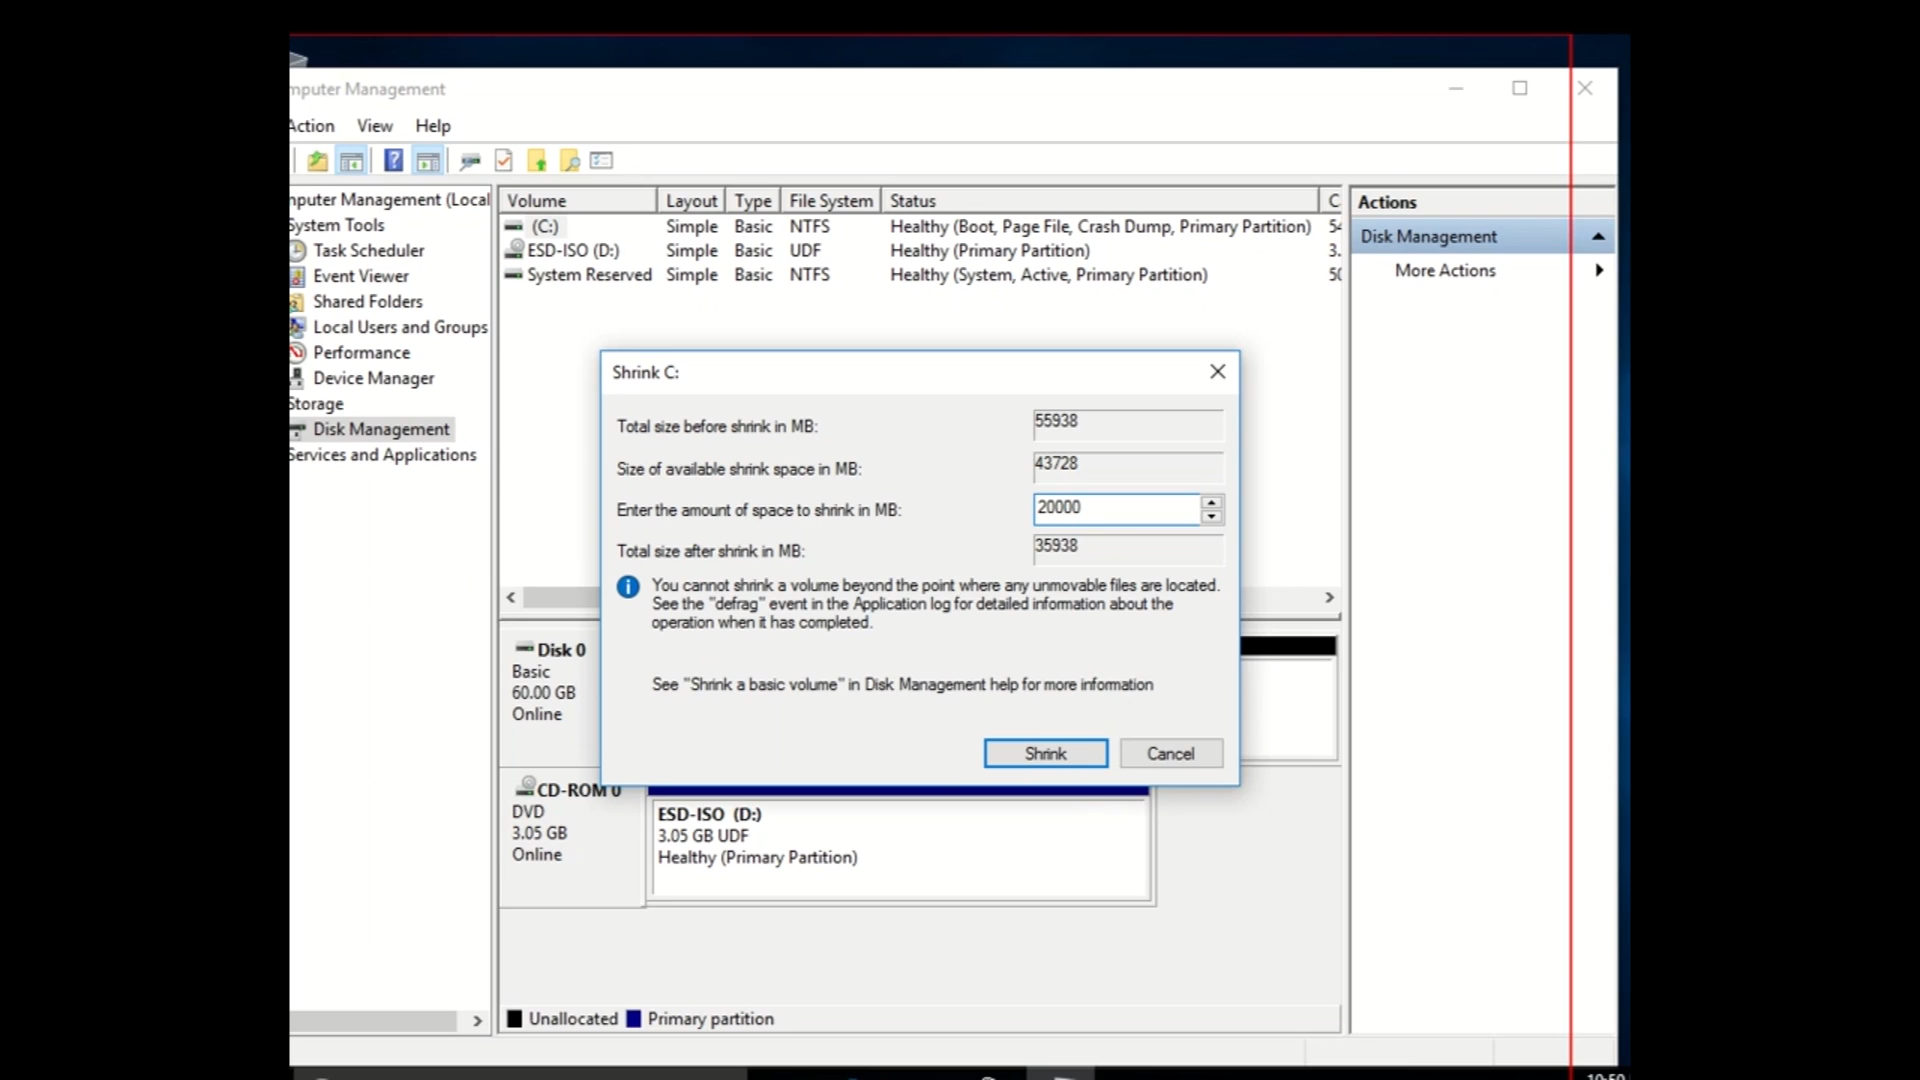 mputer Management
Action View Help
mputer Management (Local
System Tools
Task Scheduler
Event Viewer
Shared Folders
Local Users and Groups
Performance
Device Manager
Storage
Disk Management
Services and Applications
Volume Layout Type File System Status C
(C:) Simple Basic NTFS Healthy (Boot, Page File, Crash Dump, Primary Partition) 54
ESD-ISO (D:) Simple Basic UDF Healthy (Primary Partition) 3.
System Reserved Simple Basic NTFS Healthy (System, Active, Primary Partition) 50
Actions
Disk Management
More Actions
Shrink C:
Total size before shrink in MB: 55938
Size of available shrink space in MB: 43728
Enter the amount of space to shrink in MB: 20000
Total size after shrink in MB: 35938
You cannot shrink a volume beyond the point where any unmovable files are located.
See the "defrag" event in the Application log for detailed information about the
operation when it has completed.
See "Shrink a basic volume" in Disk Management help for more information
Shrink Cancel
Disk 0
Basic
60.00 GB
Online
CD-ROM 0
DVD
3.05 GB
Online
ESD-ISO (D:)
3.05 GB UDF
Healthy (Primary Partition)
Unallocated Primary partition